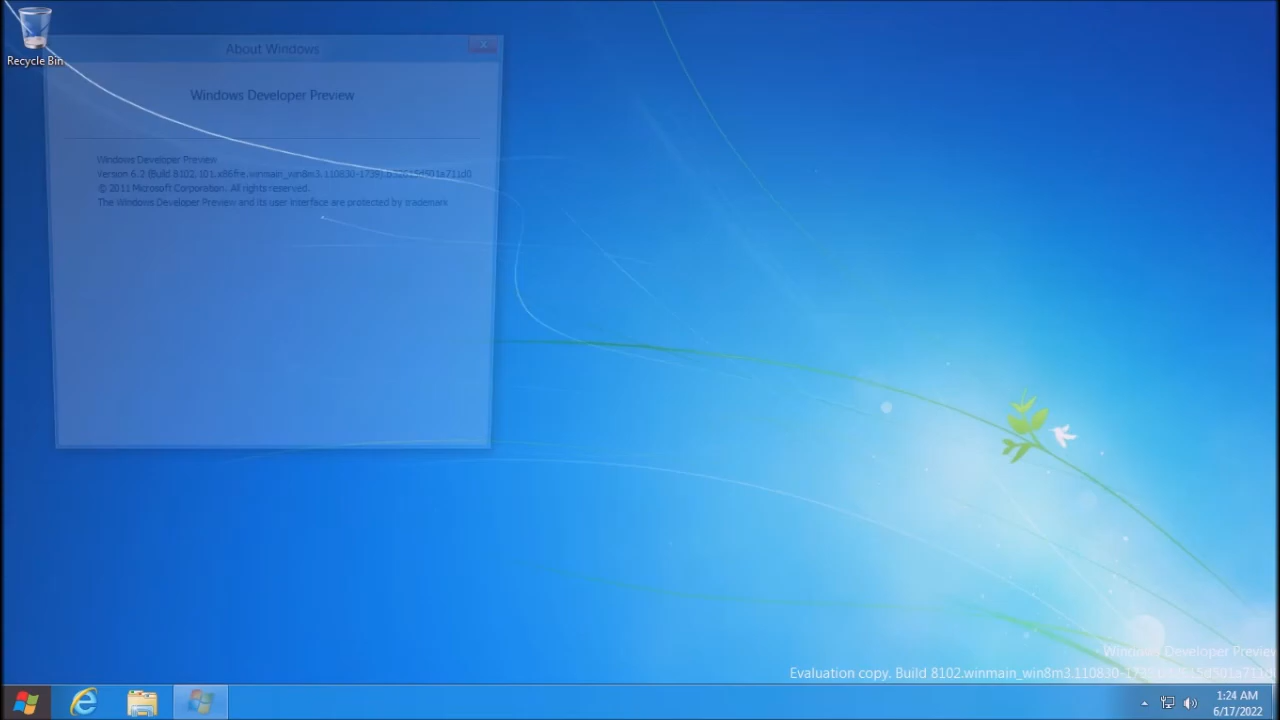 Recycle Bin
About Windows
Windows Developer Preview
Windows Developer Preview
Version 6.2 (Build 8102.101.x86fre.winmain_win8m3.110830-1739)
© 2011 Microsoft Corporation. All rights reserved.
The Windows Developer Preview and its user interface are protected by trademark
Windows Developer Preview
Evaluation copy. Build 8102.winmain_win8m3.110830-1739
1:24 AM
6/17/2022